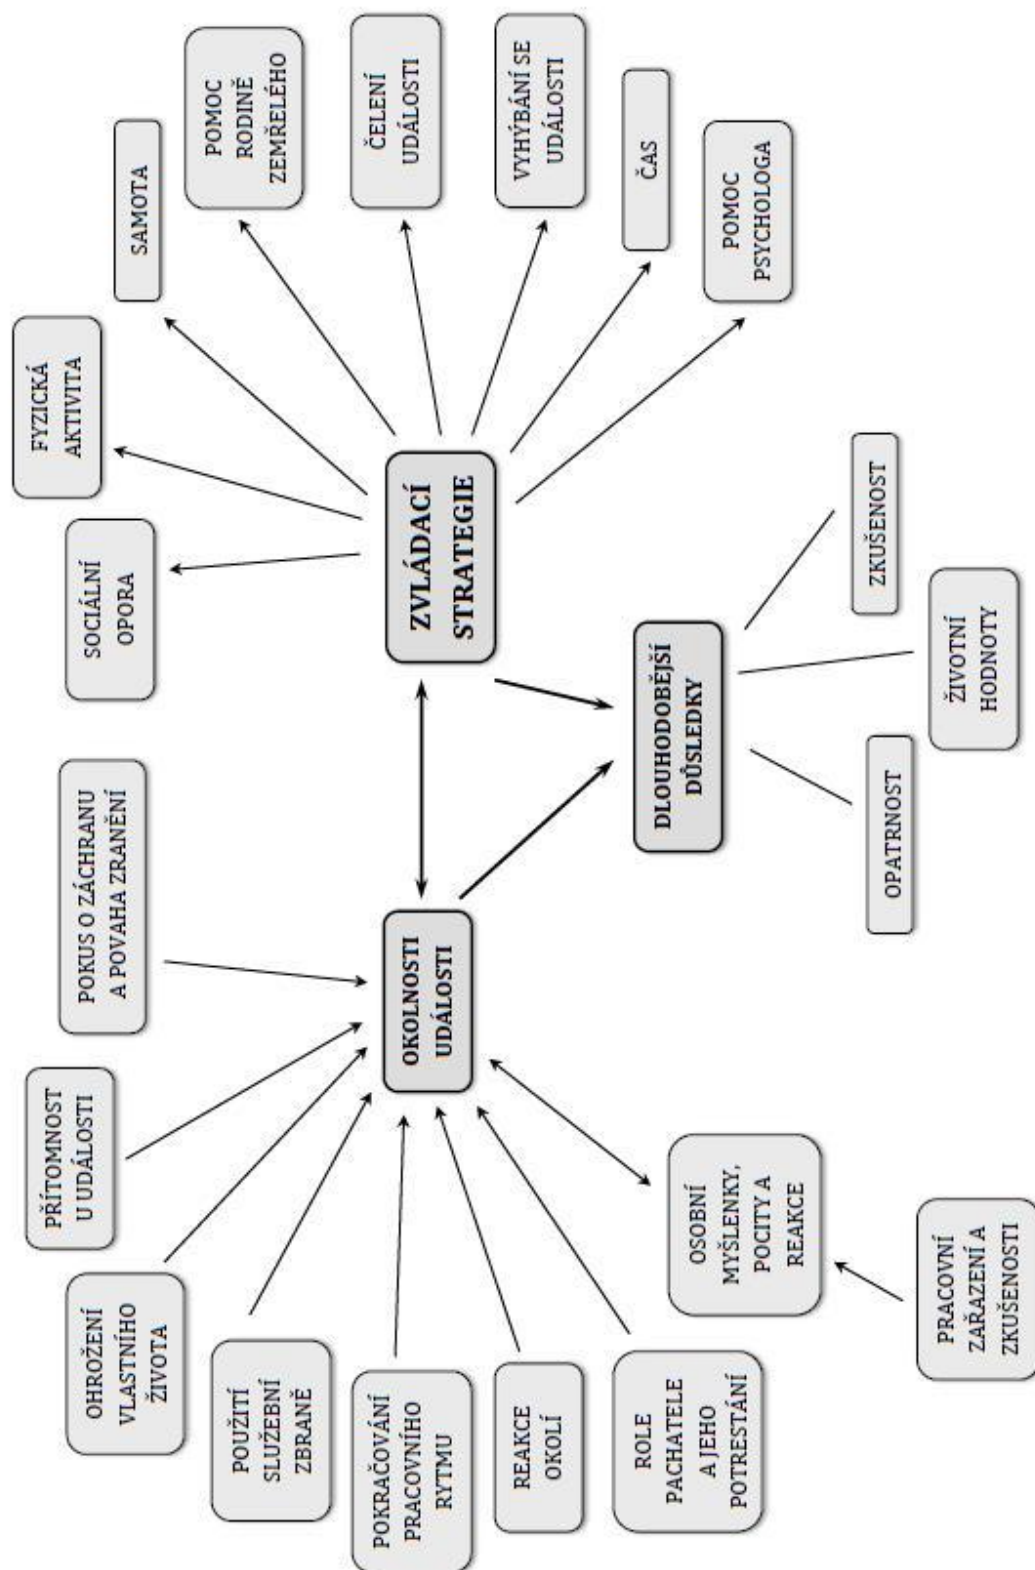 OHROŽENÍ
VLASTNÍHO
ŽIVOTA
PŘÍTOMNOST
U UDÁLOSTI
POKUS O ZÁCHRANU
A POVAHA ZRANĚNÍ
SOCIÁLNÍ
OPORA
FYZICKÁ
AKTIVITA
SAMOTA
POUŽITÍ
SLUŽEBNÍ
ZBRANĚ
POMOC
RODINĚ
ZEMŘELÉHO
POKRAČOVÁNÍ
PRACOVNÍHO
RYTMU
OKOLNOSTI
UDÁLOSTI
ZVLÁDACÍ
STRATEGIE
ČELENÍ
UDÁLOSTI
REAKCE
OKOLÍ
VYHÝBÁNÍ SE
UDÁLOSTI
ROLE
PACHATELE
A JEHO
POTRESTÁNÍ
ČAS
OSOBNÍ
MYŠLENKY,
POCITY A
REAKCE
DLOUHODOBĚJŠÍ
DŮSLEDKY
POMOC
PSYCHOLOGA
PRACOVNÍ
ZAŘAZENÍ A
ZKUŠENOSTI
OPATRNOST
ŽIVOTNÍ
HODNOTY
ZKUŠENOST